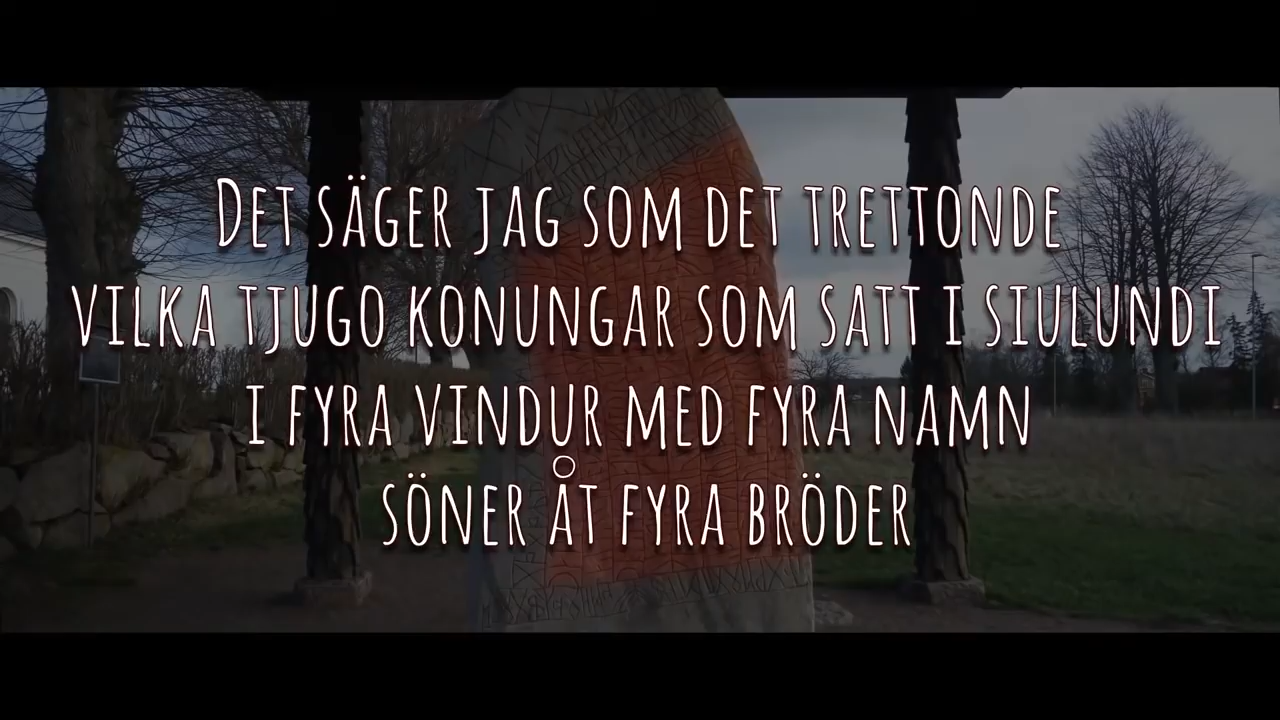 Det säger jag som det trettonde
vilka tjugo konungar som satt i Siulundi
i fyra vindur med fyra namn
söner åt fyra bröder